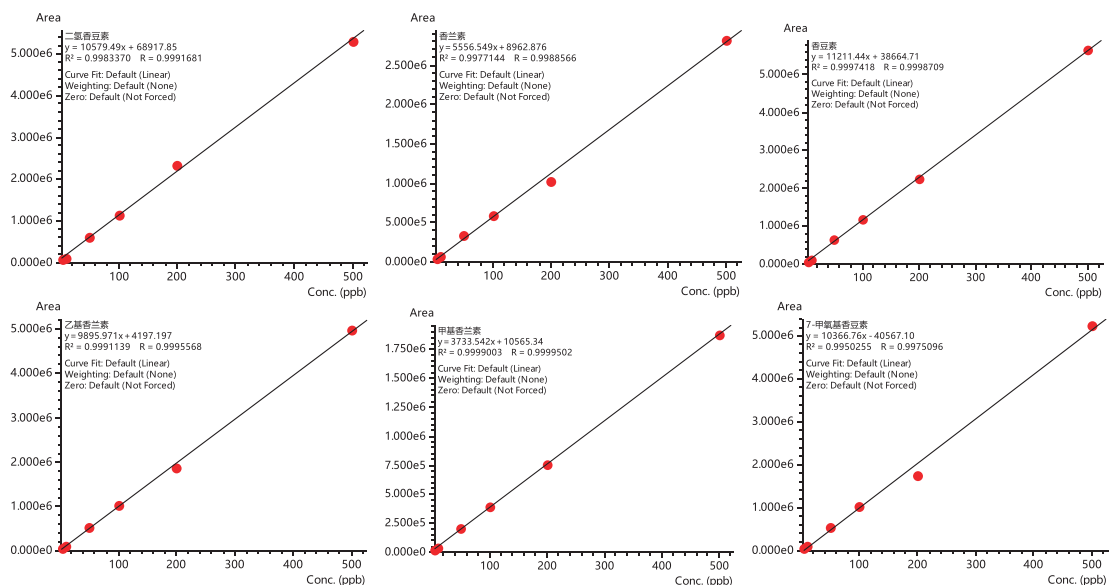 Area
二氢香豆素
y = 10579.49x + 68917.85
R² = 0.9983370 R = 0.9991681
Curve Fit: Default (Linear)
Weighting: Default (None)
Zero: Default (Not Forced)
5.000e6
4.000e6
3.000e6
2.000e6
1.000e6
0.000e0
100
200
300
400
500
Conc. (ppb)
Area
香兰素
y = 5556.549x + 8962.876
R² = 0.9977144 R = 0.9988566
Curve Fit: Default (Linear)
Weighting: Default (None)
Zero: Default (Not Forced)
2.500e6
2.000e6
1.500e6
1.000e6
5.000e5
0.000e0
100
200
300
400
500
Conc. (ppb)
Area
香豆素
y = 11211.44x + 38664.71
R² = 0.9997418 R = 0.9998709
Curve Fit: Default (Linear)
Weighting: Default (None)
Zero: Default (Not Forced)
5.000e6
4.000e6
3.000e6
2.000e6
1.000e6
0.000e0
100
200
300
400
500
Conc. (ppb)
Area
乙基香兰素
y = 9895.971x + 4197.197
R² = 0.9991139 R = 0.9995568
Curve Fit: Default (Linear)
Weighting: Default (None)
Zero: Default (Not Forced)
5.000e6
4.000e6
3.000e6
2.000e6
1.000e6
0.000e0
100
200
300
400
500
Conc. (ppb)
Area
甲基香兰素
y=3733.542x + 10565.34
R² = 0.9999003 R = 0.9999502
Curve Fit: Default (Linear)
Weighting: Default (None)
Zero: Default (Not Forced)
1.750e6
1.500e6
1.250e6
1.000e6
7.500e5
5.000e5
2.500e5
0.000e0
100
200
300
400
500
Conc. (ppb)
Area
7-甲氧基香豆素
y = 10366.76x - 40567.10
R² = 0.9950255 R = 0.9975096
Curve Fit: Default (Linear)
Weighting: Default (None)
Zero: Default (Not Forced)
5.000e6
4.000e6
3.000e6
2.000e6
1.000e6
0.000e0
100
200
300
400
500
Conc. (ppb)